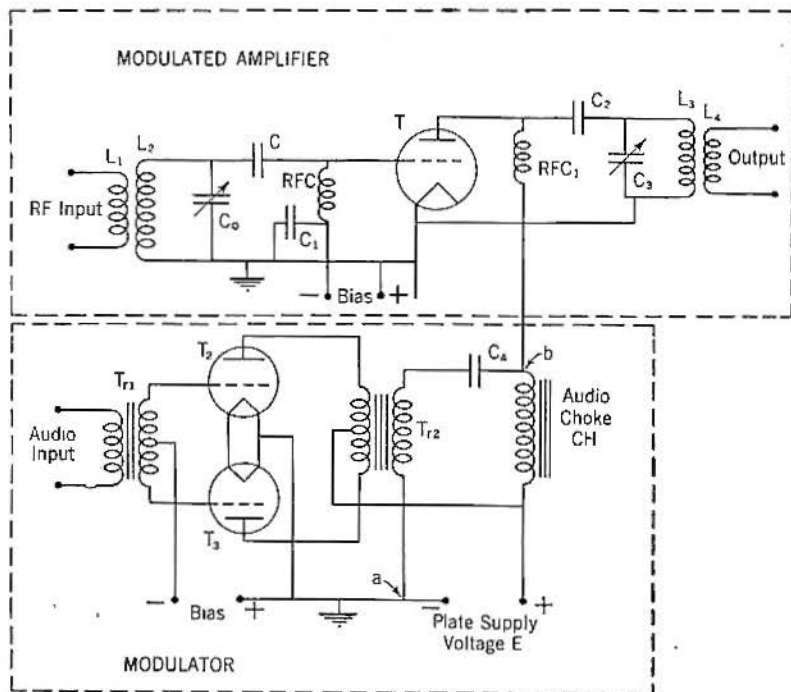 MODULATED AMPLIFIER
L₁
L₂
C
T
C₂
L₃
L₄
RF Input
C₀
RFC
C₁
RFC₁
C₃
Output
− Bias +
T₂
Tr1
Audio
Input
T₃
Tr2
C₄
b
Audio
Choke
CH
a
− Bias +
− +
Plate Supply
Voltage E
MODULATOR